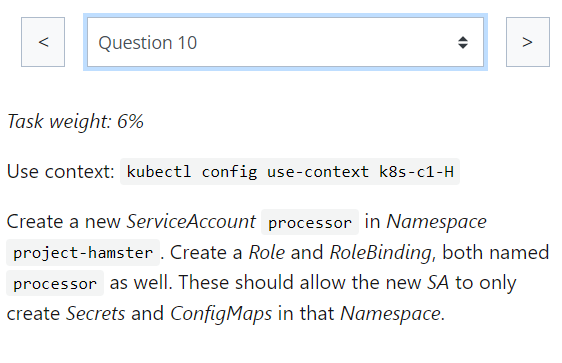 < Question 10 >
Task weight: 6%
Use context: kubectl config use-context k8s-c1-H
Create a new ServiceAccount processor in Namespace
project-hamster . Create a Role and RoleBinding, both named
processor as well. These should allow the new SA to only
create Secrets and ConfigMaps in that Namespace.